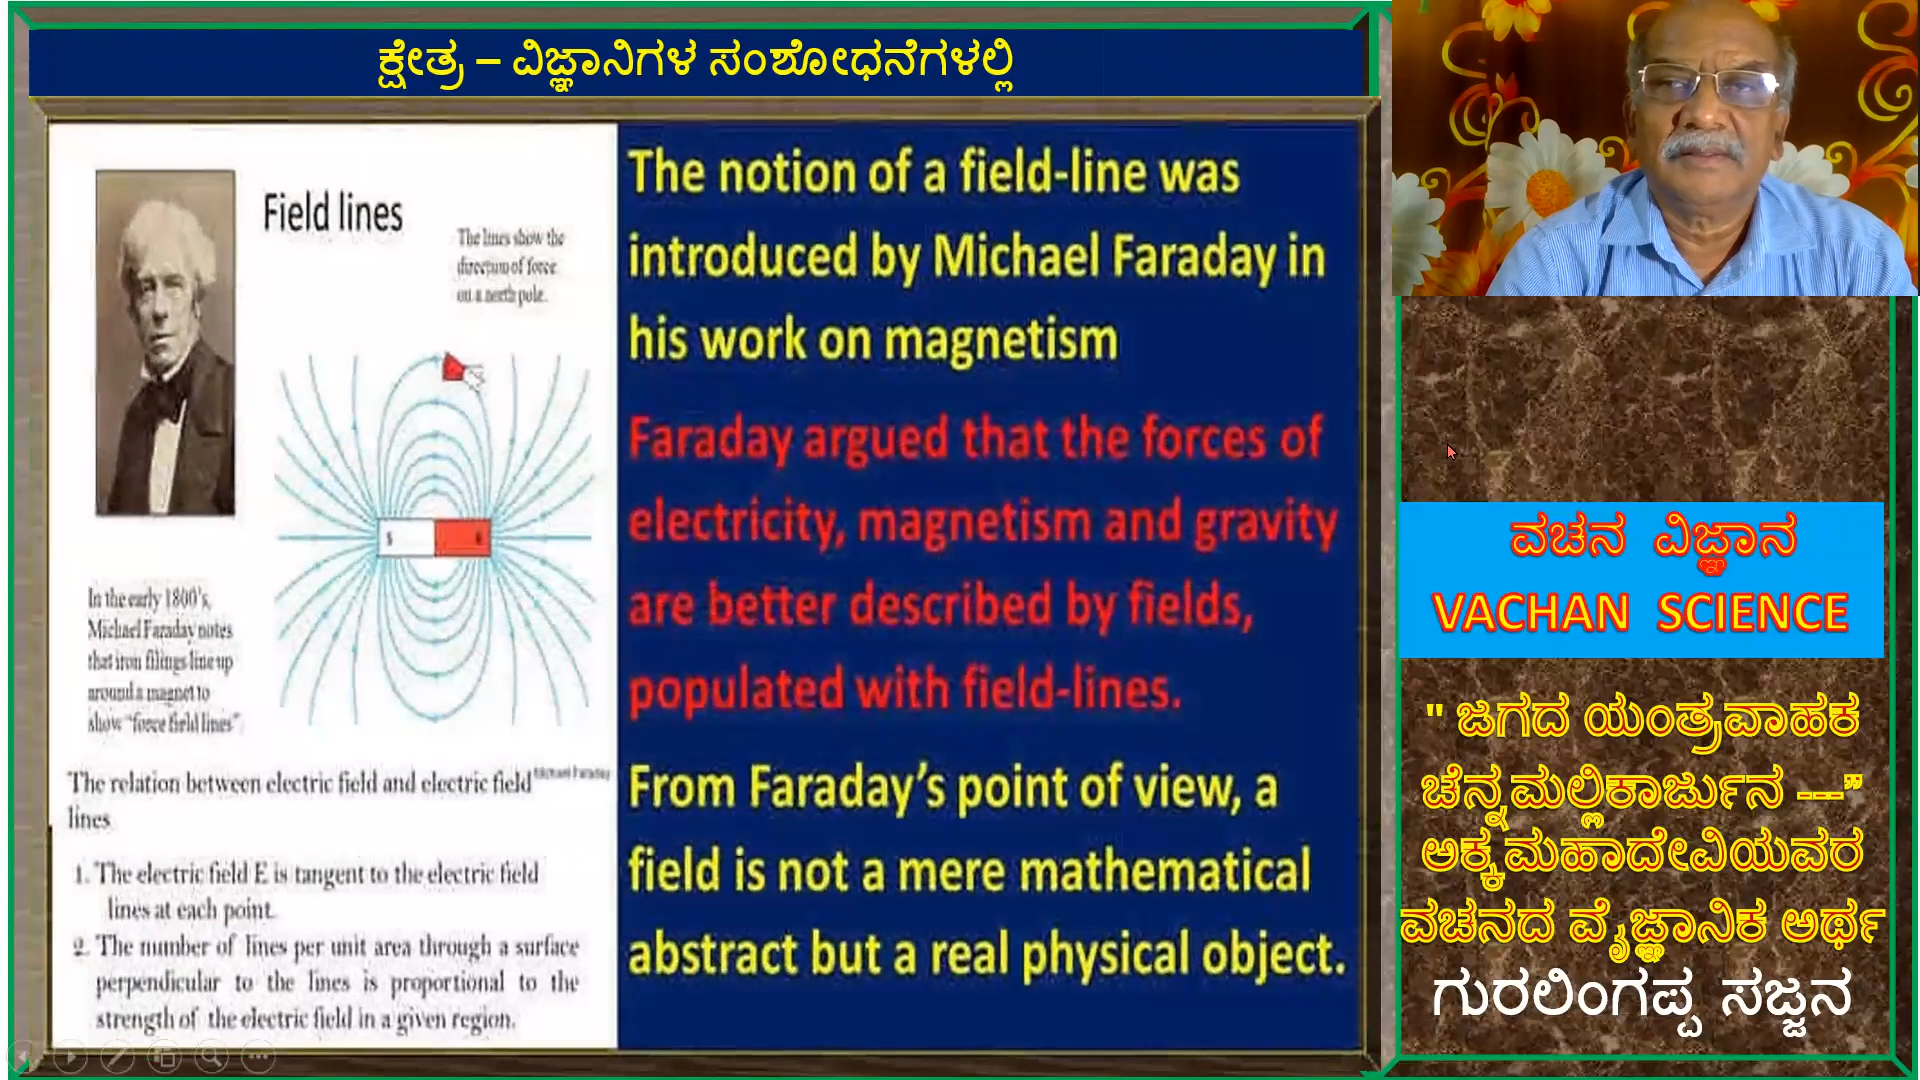 ಕ್ಷೇತ್ರ – ವಿಜ್ಞಾನಿಗಳ ಸಂಶೋಧನೆಗಳಲ್ಲಿ
Field lines
The lines show the
direction of force
on a north pole.
S
N
In the early 1800's,
Michael Faraday notes
that iron filings line up
around a magnet to
show "force field lines"
Michael Faraday
The relation between electric field and electric field
lines
1. The electric field E is tangent to the electric field
lines at each point.
2. The number of lines per unit area through a surface
perpendicular to the lines is proportional to the
strength of the electric field in a given region.
The notion of a field-line was
introduced by Michael Faraday in
his work on magnetism
Faraday argued that the forces of
electricity, magnetism and gravity
are better described by fields,
populated with field-lines.
From Faraday's point of view, a
field is not a mere mathematical
abstract but a real physical object.
ವಚನ ವಿಜ್ಞಾನ
VACHAN SCIENCE
" ಜಗದ ಯಂತ್ರವಾಹಕ
ಚೆನ್ನಮಲ್ಲಿಕಾರ್ಜುನ ---”
ಅಕ್ಕಮಹಾದೇವಿಯವರ
ವಚನದ ವೈಜ್ಞಾನಿಕ ಅರ್ಥ
ಗುರಲಿಂಗಪ್ಪ ಸಜ್ಜನ